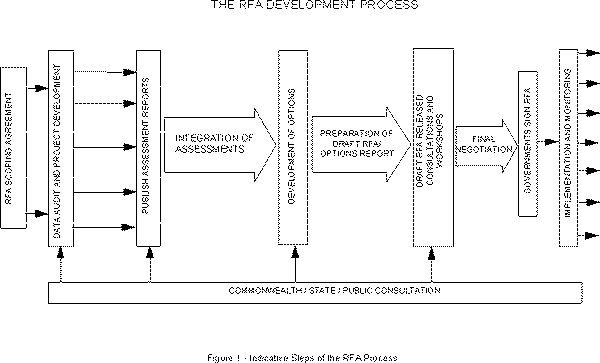 THE RFA DEVELOPMENT PROCESS
RFA SCOPING AGREEMENT
DATA AUDIT AND PROJECT DEVELOPMENT
PUBLISH ASSESSMENT REPORTS
INTEGRATION OF
ASSESSMENTS
DEVELOPMENT OF OPTIONS
PREPARATION OF
DRAFT RFA/
OPTIONS REPORT
DRAFT RFA RELEASED
CONSULTATIONS AND
WORKSHOPS
FINAL
NEGOTIATION
GOVERNMENTS SIGN RFA
IMPLEMENTATION AND MONITORING
COMMONWEALTH / STATE / PUBLIC CONSULTATION
Figure 1 - Indicative Steps of the RFA Process